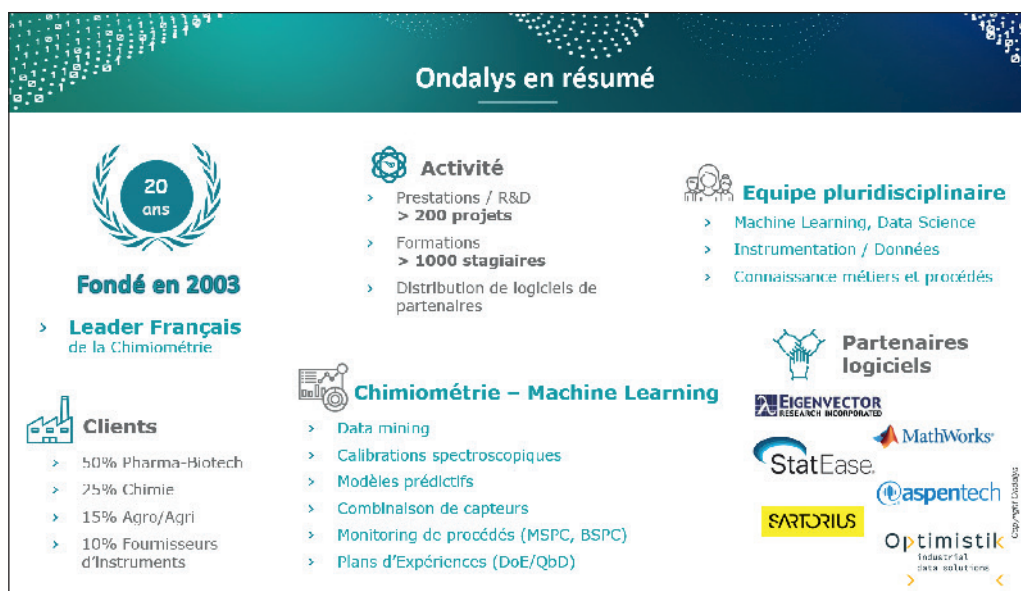 Ondalys en résumé
20
ans
Fondé en 2003
> Leader Français
de la Chimiométrie
Clients
> 50% Pharma-Biotech
> 25% Chimie
> 15% Agro/Agri
> 10% Fournisseurs
d'Instruments
Activité
> Prestations / R&D
> 200 projets
> Formations
> 1000 stagiaires
> Distribution de logiciels de
partenaires
Chimiométrie – Machine Learning
> Data mining
> Calibrations spectroscopiques
> Modèles prédictifs
> Combinaison de capteurs
> Monitoring de procédés (MSPC, BSPC)
> Plans d'Expériences (DoE/QbD)
Equipe pluridisciplinaire
> Machine Learning, Data Science
> Instrumentation / Données
> Connaissance métiers et procédés
Partenaires
logiciels
EIGENVECTOR
RESEARCH INCORPORATED
MathWorks
StatEase
aspentech
SARTORIUS
Optimistik
industrial
data solutions
Copyright Ondalys